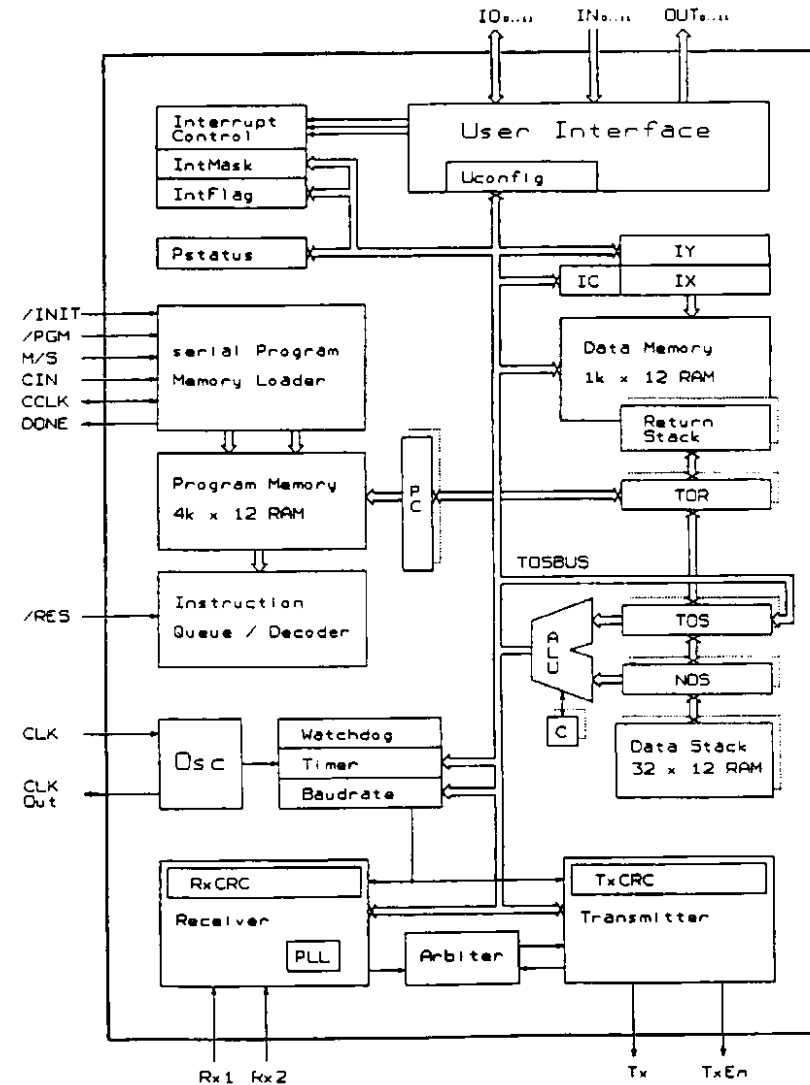 IO0..11 IN0..11 OUT0..11
Interrupt
Control
IntMask
IntFlag
Pstatus
User Interface
Uconfig
IY
IC IX
/INIT
/PGM
M/S
CIN
CCLK
DONE
serial Program
Memory Loader
Data Memory
1k x 12 RAM
Return
Stack
Program Memory
4k x 12 RAM
PC
TOR
TOSBUS
/RES
Instruction
Queue / Decoder
ALU
TOS
NOS
C
Data Stack
32 x 12 RAM
CLK
CLK
Out
Osc
Watchdog
Timer
Baudrate
RxCRC
Receiver
PLL
Arbiter
TxCRC
Transmitter
Rx1 Rx2 Tx TxEn